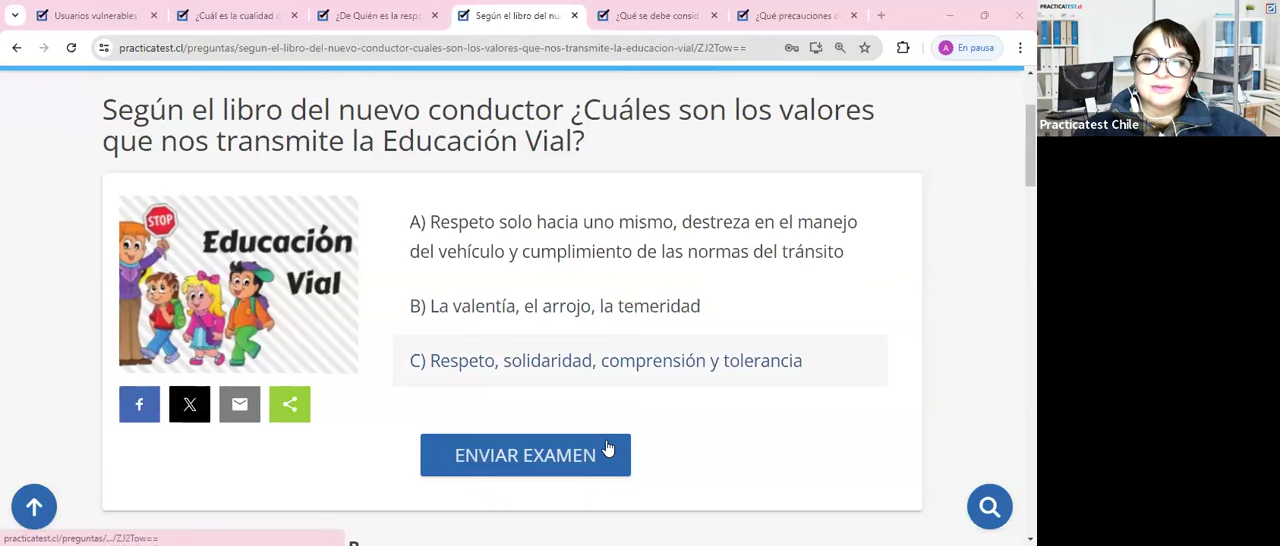 Usuarios vulnerables
¿Cuál es la cualidad
¿De Quién es la resp
Según el libro del nu
¿Qué se debe consid
¿Qué precauciones d
practicatest.cl/preguntas/segun-el-libro-del-nuevo-conductor-cuales-son-los-valores-que-nos-transmite-la-educacion-vial/ZJ2Tow==
A
En pausa
PRACTICATEST.cl
Practicatest Chile
Según el libro del nuevo conductor ¿Cuáles son los valores
que nos transmite la Educación Vial?
STOP
Educación
Vial
A) Respeto solo hacia uno mismo, destreza en el manejo
del vehículo y cumplimiento de las normas del tránsito
B) La valentía, el arrojo, la temeridad
C) Respeto, solidaridad, comprensión y tolerancia
ENVIAR EXAMEN
practicatest.cl/preguntas/.../ZJ2Tow==